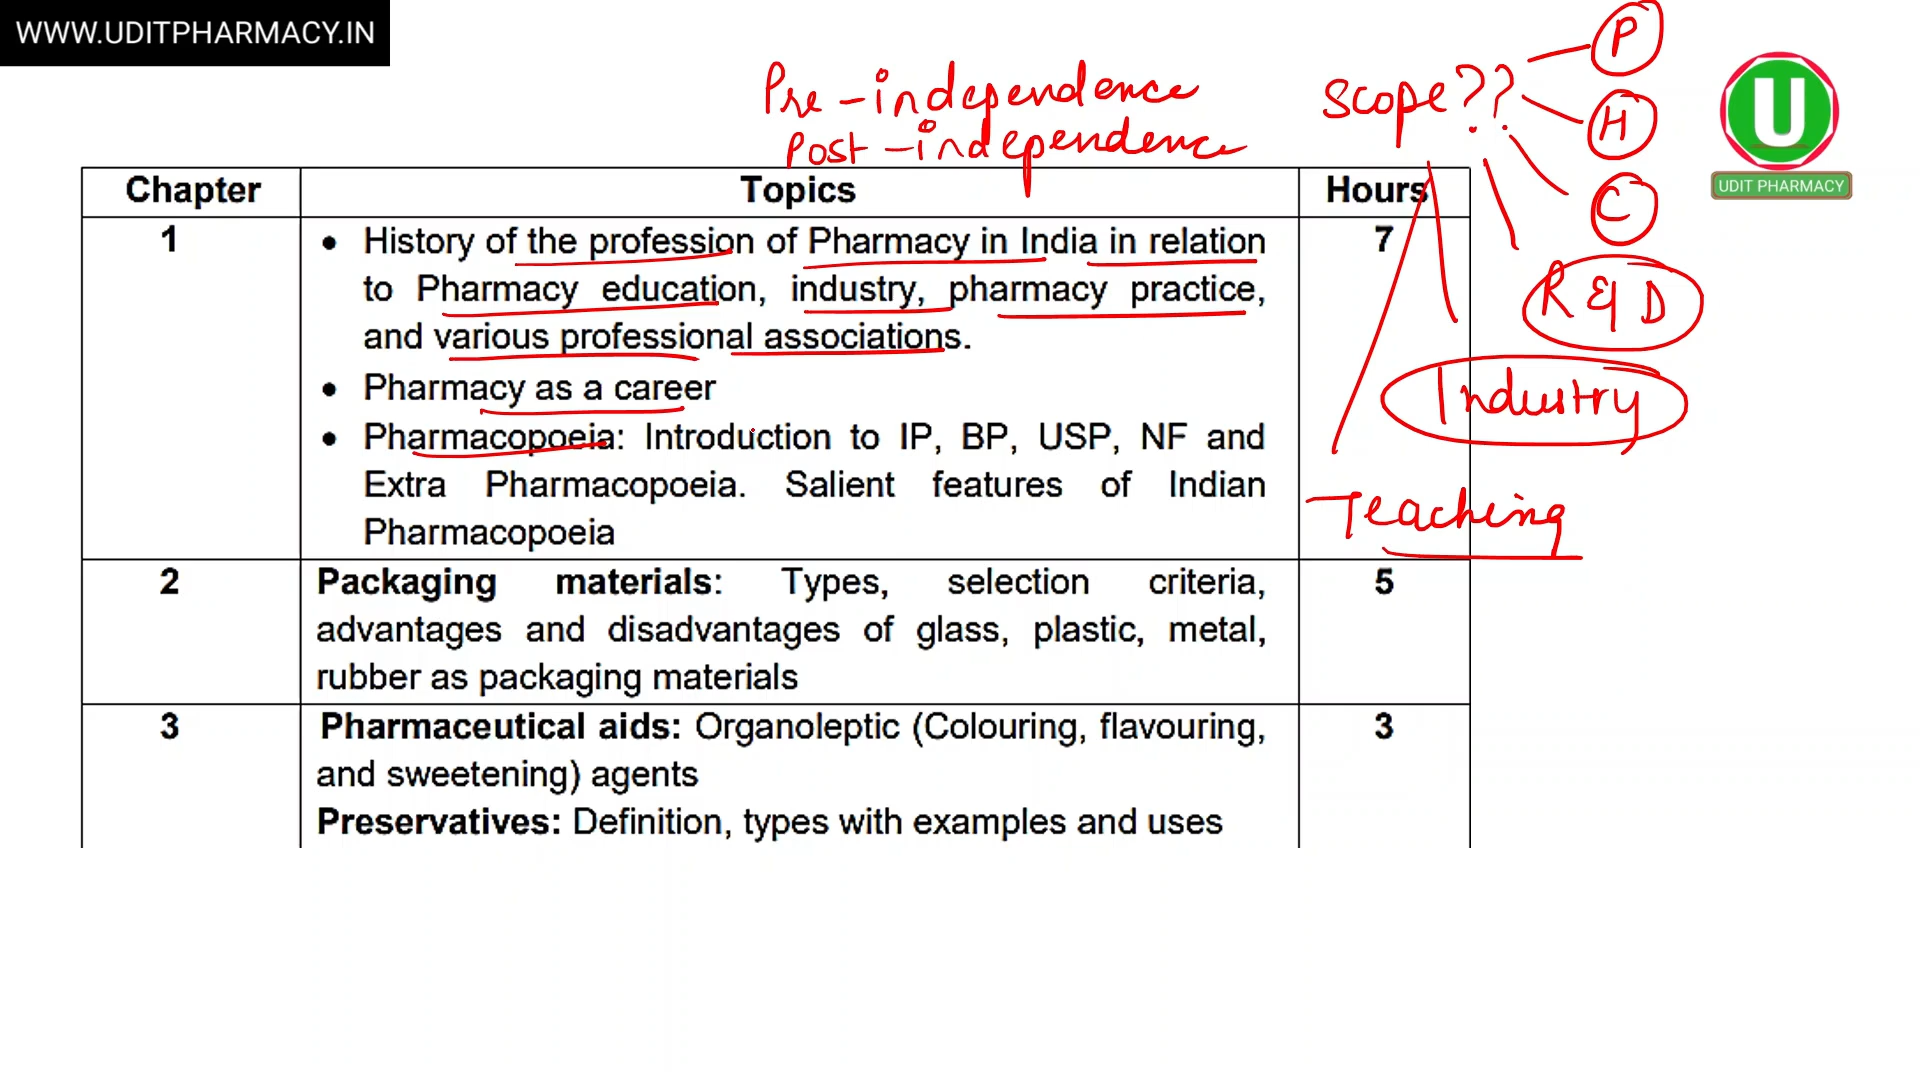 WWW.UDITPHARMACY.IN
Pre-independence
Post-independence
Scope??
P
H
C
R&D
Industry
Teaching
U
UDIT PHARMACY
Chapter Topics Hours
1 • History of the profession of Pharmacy in India in relation 7
to Pharmacy education, industry, pharmacy practice,
and various professional associations.
• Pharmacy as a career
• Pharmacopoeia: Introduction to IP, BP, USP, NF and
Extra Pharmacopoeia. Salient features of Indian
Pharmacopoeia
2 Packaging materials: Types, selection criteria, 5
advantages and disadvantages of glass, plastic, metal,
rubber as packaging materials
3 Pharmaceutical aids: Organoleptic (Colouring, flavouring, 3
and sweetening) agents
Preservatives: Definition, types with examples and uses